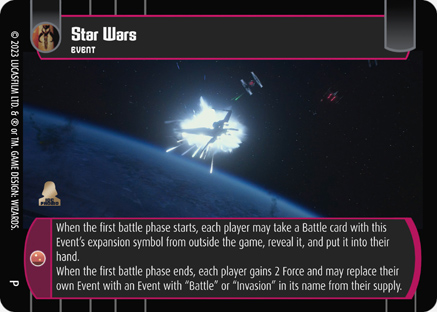 Star Wars
EVENT
© 2023 LUCASFILM LTD. & ® or TM. GAME DESIGN: WIZARDS.
When the first battle phase starts, each player may take a Battle card with this
Event's expansion symbol from outside the game, reveal it, and put it into their
hand.
When the first battle phase ends, each player gains 2 Force and may replace their
own Event with an Event with "Battle" or "Invasion" in its name from their supply.
P